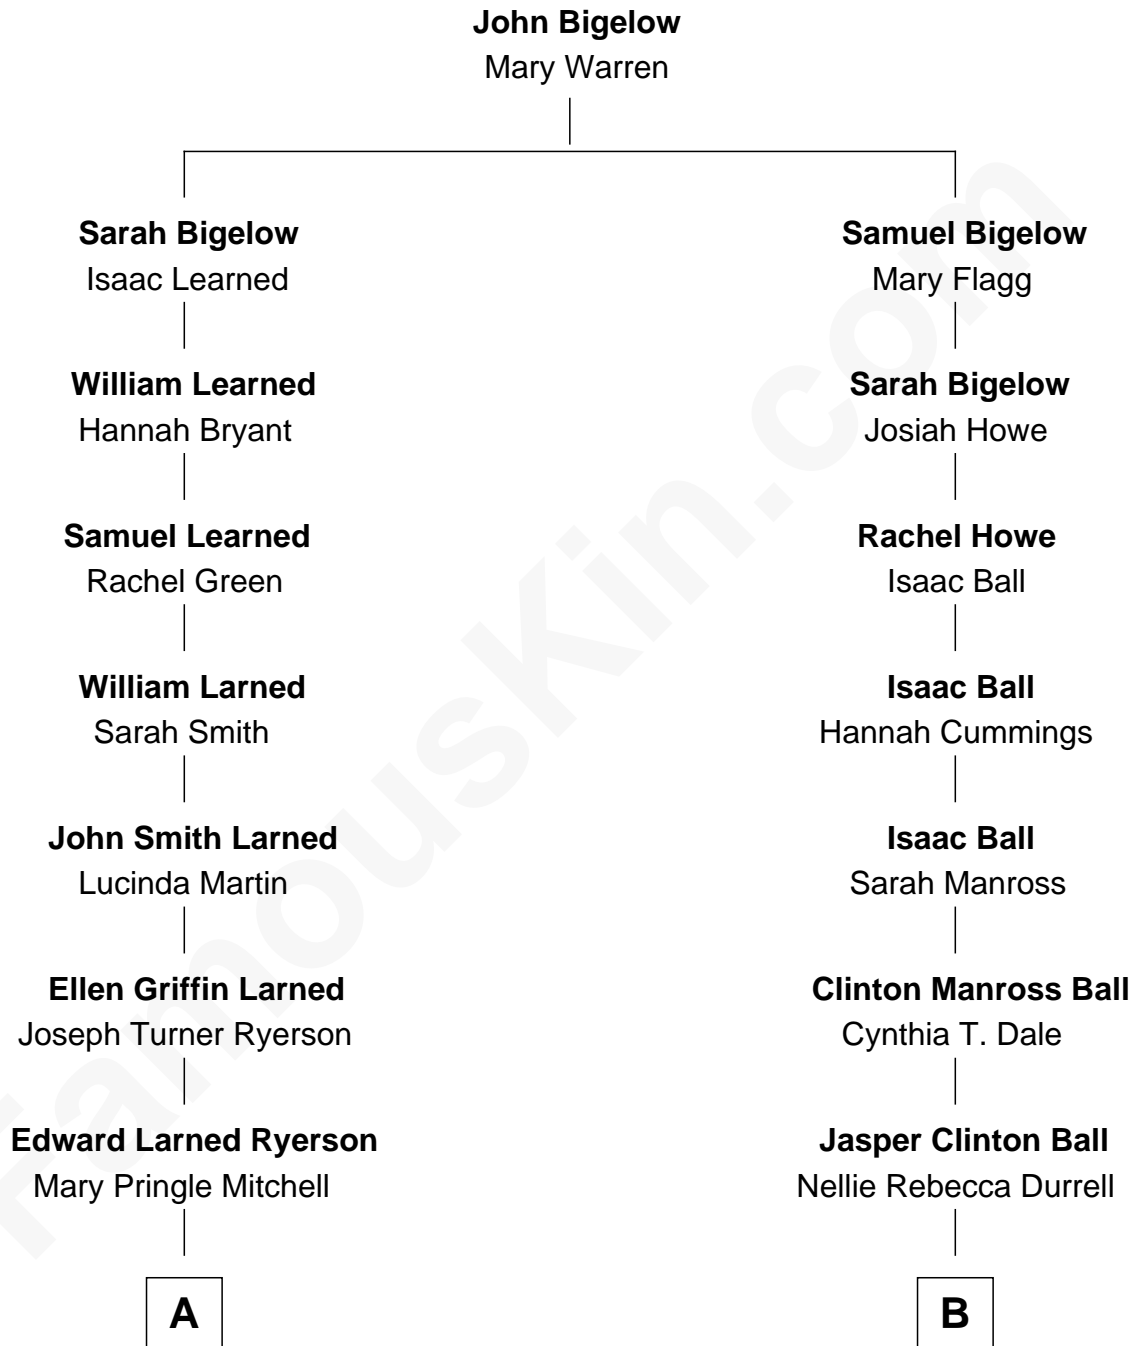 John Bigelow
Mary Warren
Sarah Bigelow
Isaac Learned
William Learned
Hannah Bryant
Samuel Learned
Rachel Green
William Larned
Sarah Smith
John Smith Larned
Lucinda Martin
Ellen Griffin Larned
Joseph Turner Ryerson
Edward Larned Ryerson
Mary Pringle Mitchell
A
Samuel Bigelow
Mary Flagg
Sarah Bigelow
Josiah Howe
Rachel Howe
Isaac Ball
Isaac Ball
Hannah Cummings
Isaac Ball
Sarah Manross
Clinton Manross Ball
Cynthia T. Dale
Jasper Clinton Ball
Nellie Rebecca Durrell
B
FamousKin.com